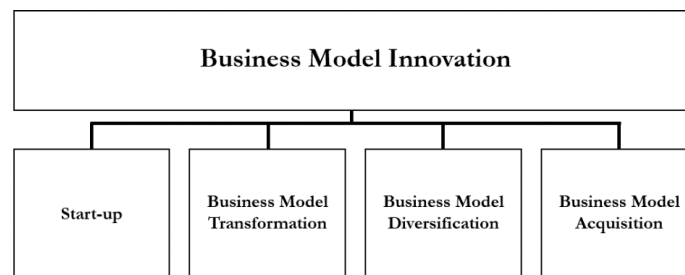 Business Model Innovation
Start-up
Business Model
Transformation
Business Model
Diversification
Business Model
Acquisition